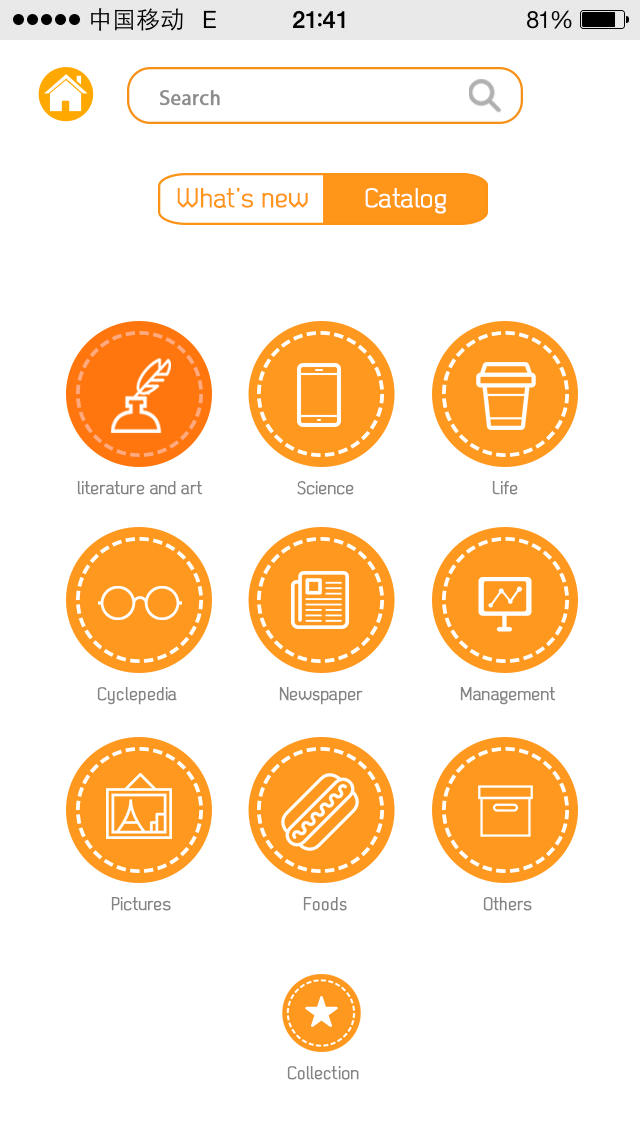 中国移动 E 21:41 81%
Search
What's new Catalog
literature and art Science Life
Cyclepedia Newspaper Management
Pictures Foods Others
Collection